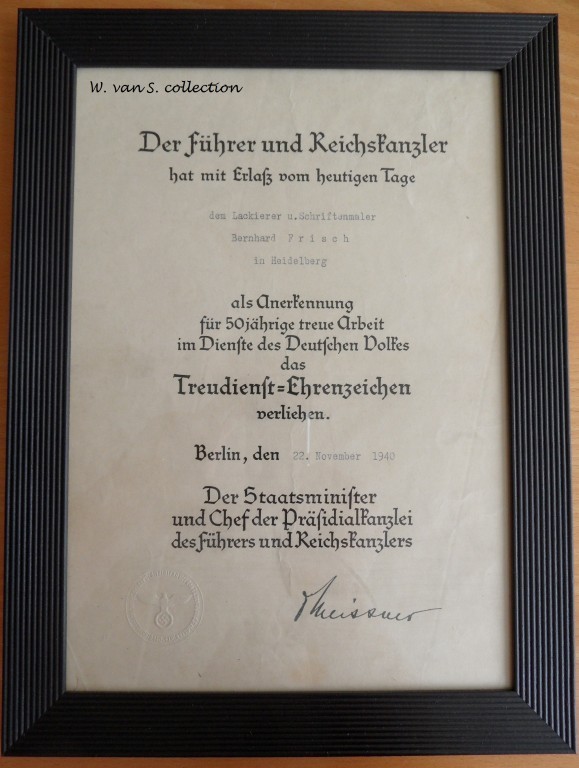 W. van S. collection
Der Führer und Reichskanzler
hat mit Erlaß vom heutigen Tage
dem Lackierer u.Schriftenmaler
Bernhard F r i s c h
in Heidelberg
als Anerkennung
für 50jährige treue Arbeit
im Dienste des Deutschen Volkes
das
Treudienst=Ehrenzeichen
verliehen.
Berlin, den 22. November 1940
Der Staatsminister
und Chef der Präsidialkanzlei
des Führers und Reichskanzlers
Meissner